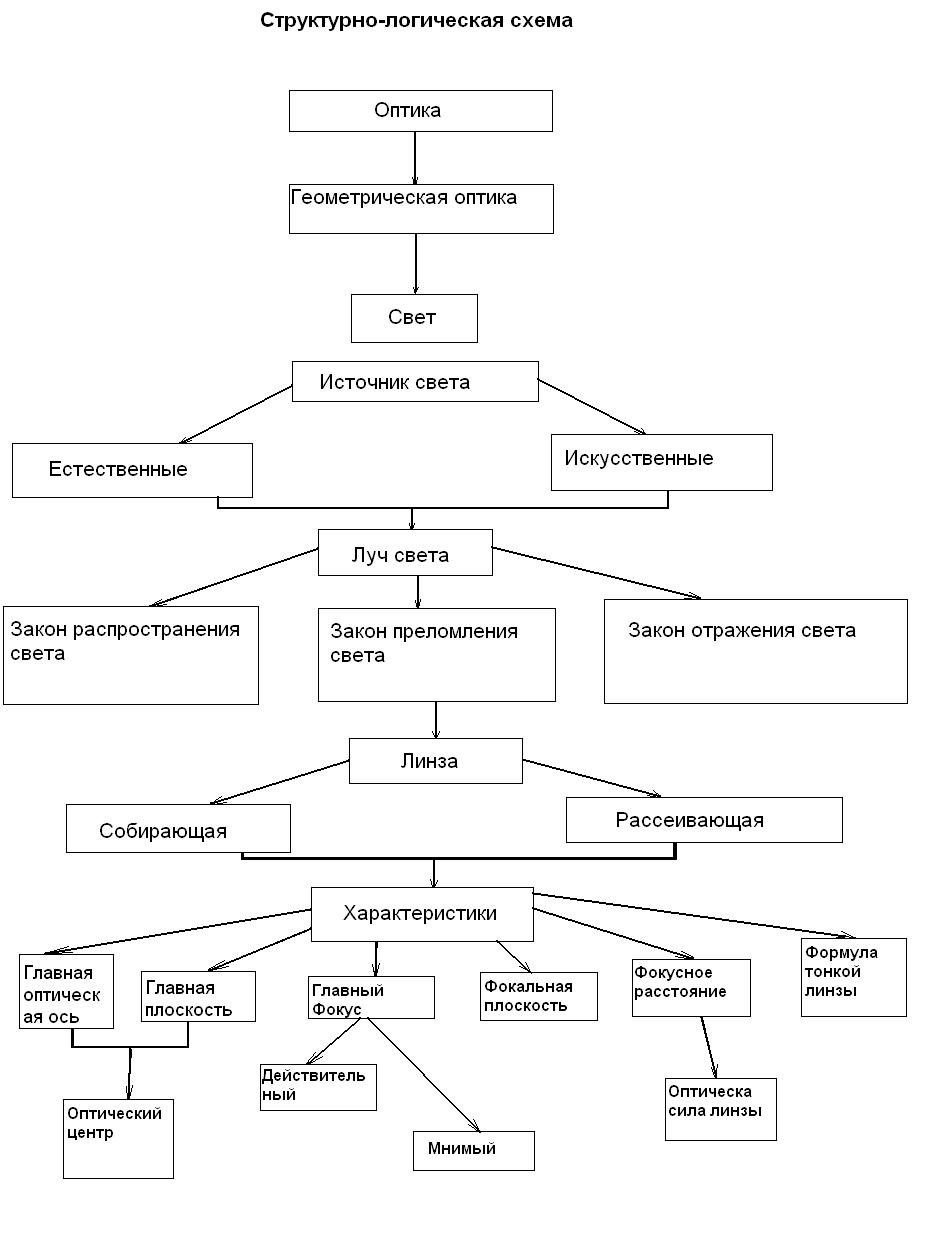 Структурно-логическая схема
Оптика
Геометрическая оптика
Свет
Источник света
Естественные
Искусственные
Луч света
Закон распространения
света
Закон преломления
света
Закон отражения света
Линза
Собирающая
Рассеивающая
Характеристики
Главная
оптическ
ая ось
Главная
плоскость
Главный
Фокус
Фокальная
плоскость
Фокусное
расстояние
Формула
тонкой
линзы
Оптический
центр
Действитель
ный
Мнимый
Оптическа
сила линзы